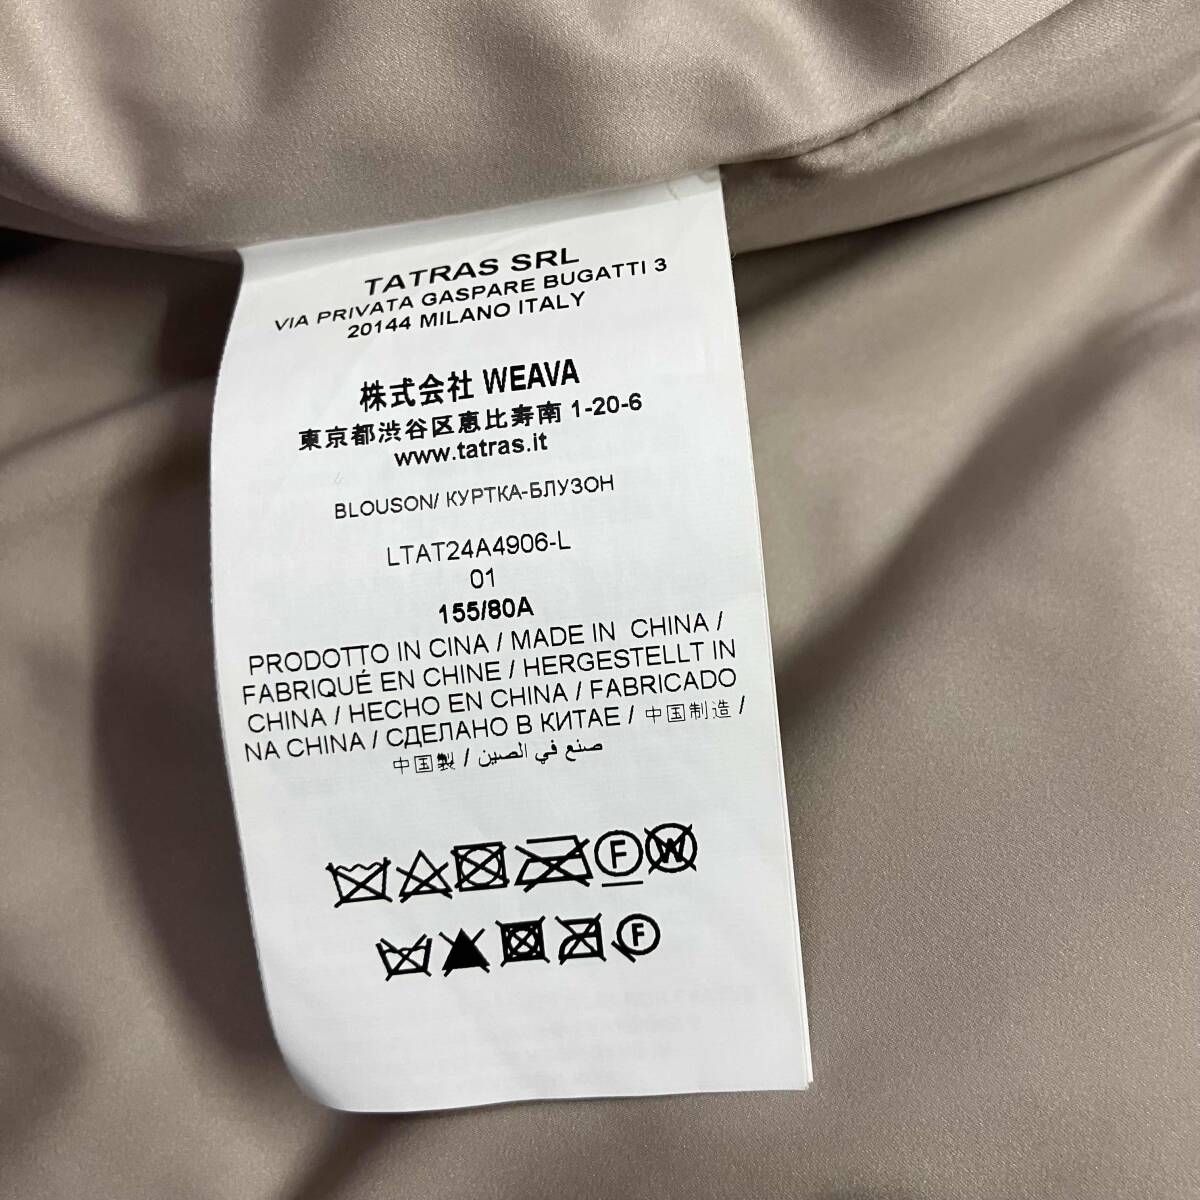 TATRAS SRL
VIA PRIVATA GASPARE BUGATTI 3
20144 MILANO ITALY
株式会社 WEAVA
東京都渋谷区恵比寿南 1-20-6
www.tatras.it
BLOUSON/ КУРТКА-БЛУЗОН
LTAT24A4906-L
01
155/80A
PRODOTTO IN CINA / MADE IN CHINA /
FABRIQUÉ EN CHINE / HERGESTELLT IN
CHINA / HECHO EN CHINA / FABRICADO
NA CHINA / СДЕЛАНО В КИТАЕ / 中国制造 /
中国製 / صنع في الصين
F W
F